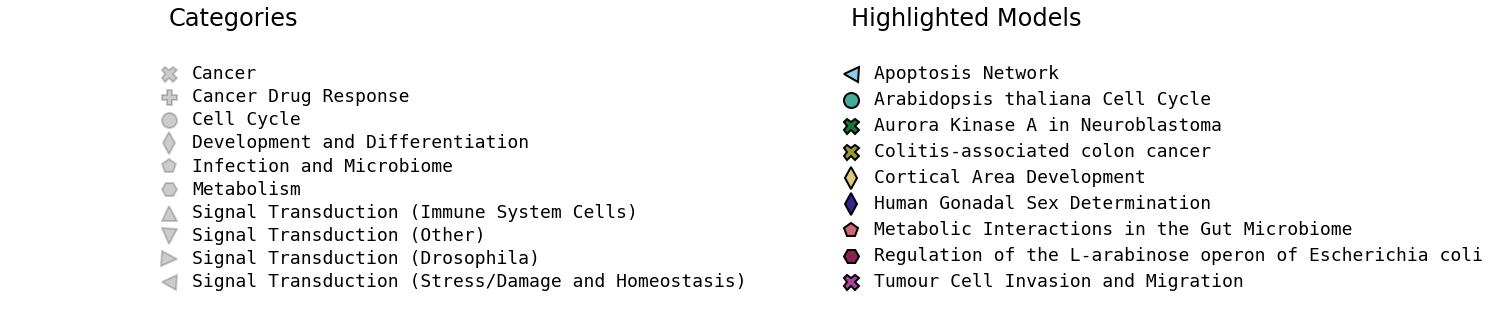 Categories
Cancer
Cancer Drug Response
Cell Cycle
Development and Differentiation
Infection and Microbiome
Metabolism
Signal Transduction (Immune System Cells)
Signal Transduction (Other)
Signal Transduction (Drosophila)
Signal Transduction (Stress/Damage and Homeostasis)
Highlighted Models
Apoptosis Network
Arabidopsis thaliana Cell Cycle
Aurora Kinase A in Neuroblastoma
Colitis-associated colon cancer
Cortical Area Development
Human Gonadal Sex Determination
Metabolic Interactions in the Gut Microbiome
Regulation of the L-arabinose operon of Escherichia coli
Tumour Cell Invasion and Migration